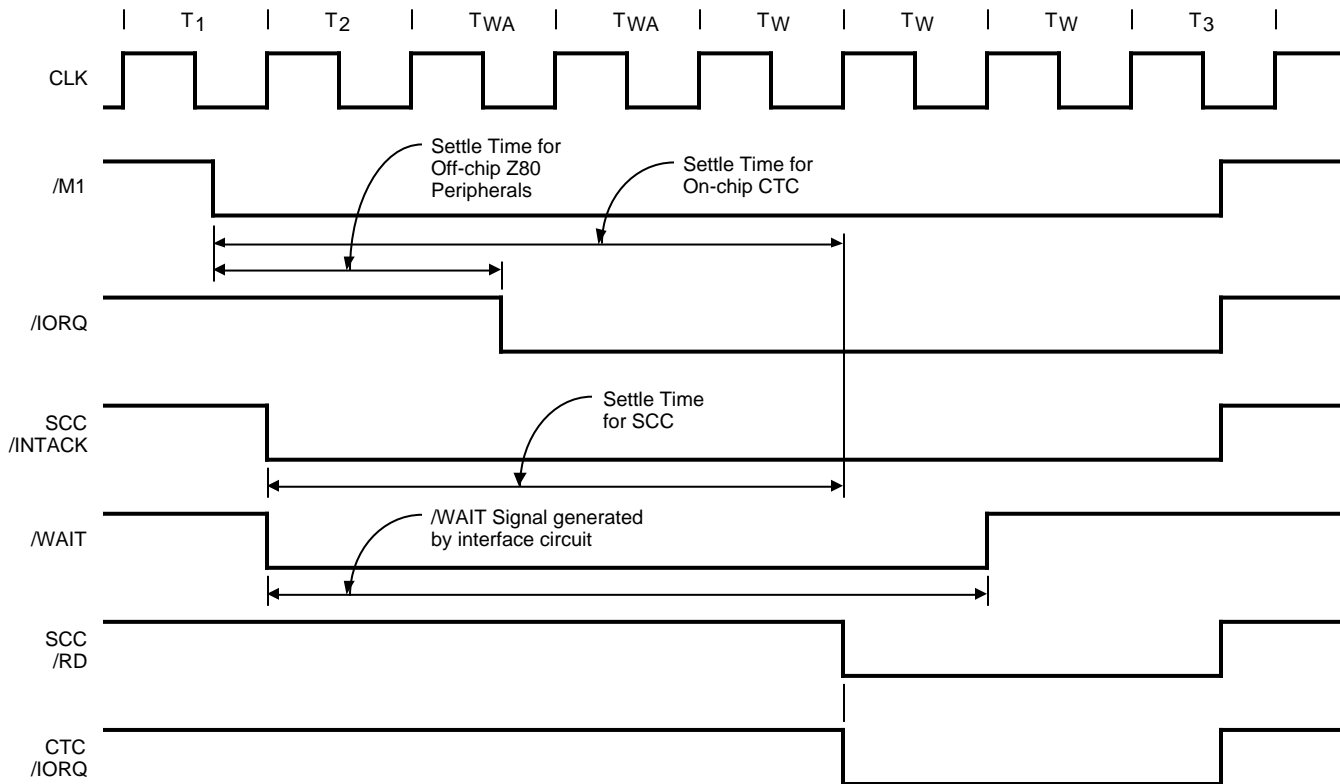 T1 T2 TWA TWA TW TW TW T3
CLK
Settle Time for
Off-chip Z80
Peripherals
Settle Time for
On-chip CTC
/M1
/IORQ
Settle Time
for SCC
SCC
/INTACK
/WAIT Signal generated
by interface circuit
/WAIT
SCC
/RD
CTC
/IORQ